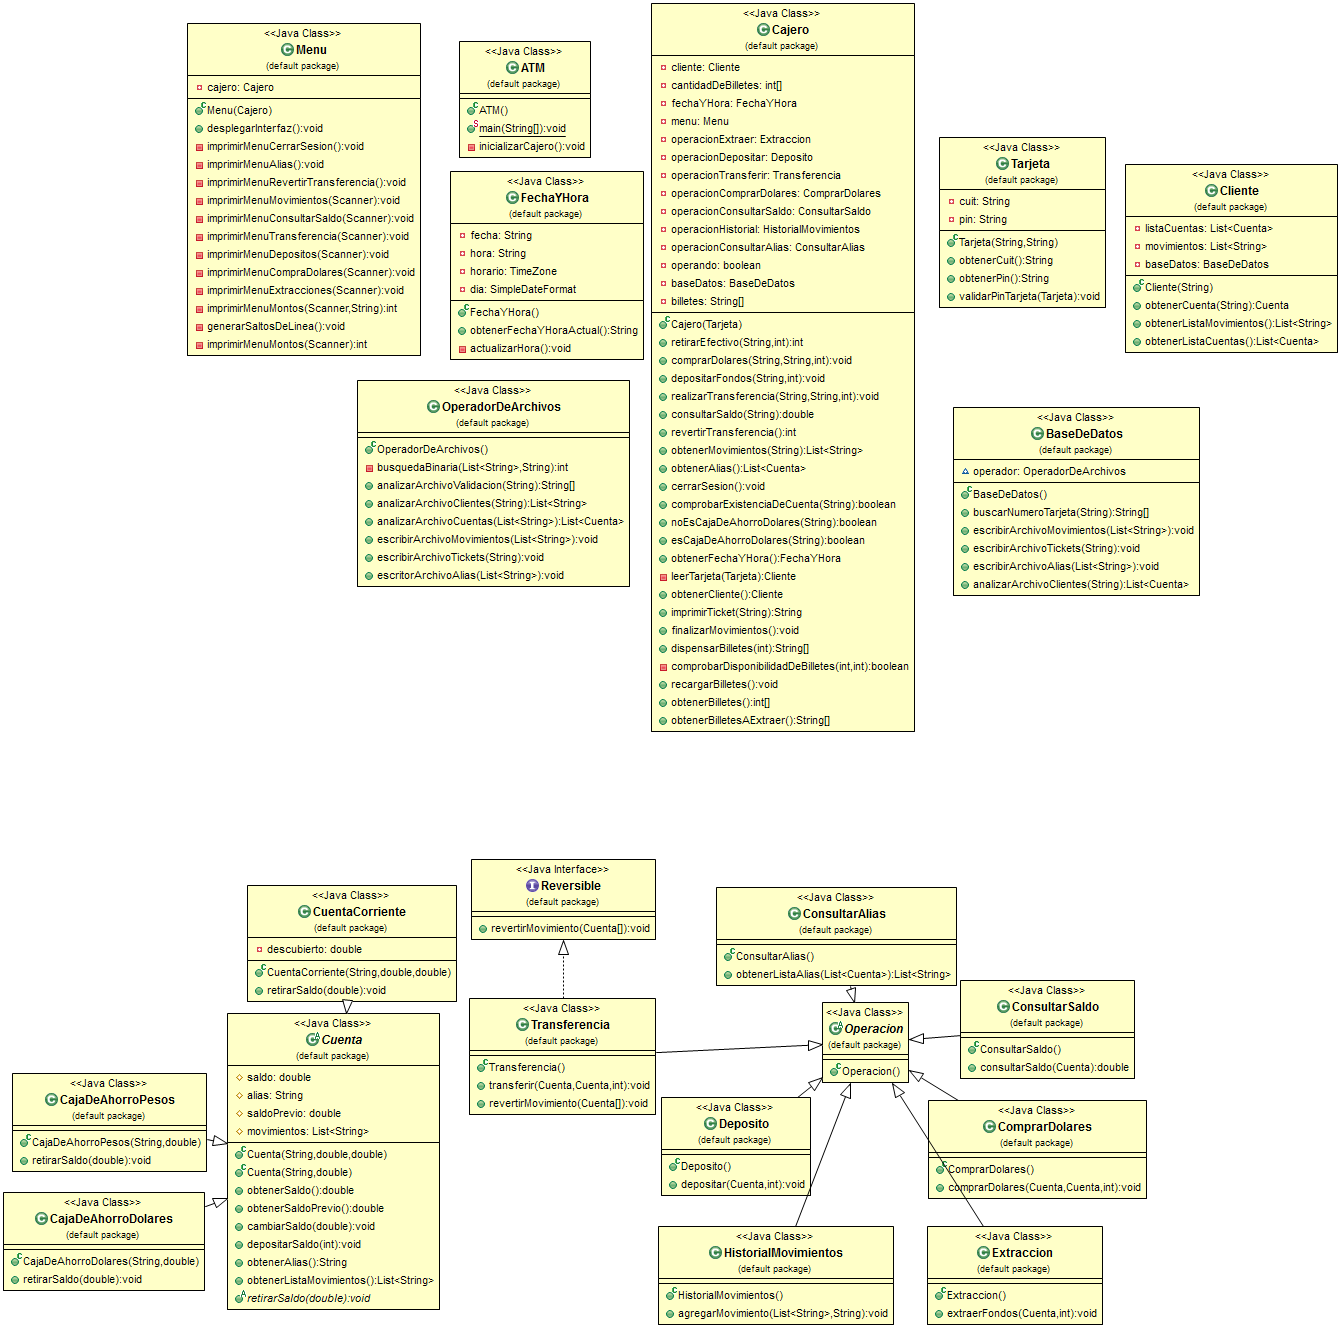 <<Java Class>>
Menu
(default package)
cajero: Cajero
Menu(Cajero)
desplegarInterfaz():void
imprimirMenuCerrarSesion():void
imprimirMenuAlias():void
imprimirMenuRevertirTransferencia():void
imprimirMenuMovimientos(Scanner):void
imprimirMenuConsultarSaldo(Scanner):void
imprimirMenuTransferencia(Scanner):void
imprimirMenuDepositos(Scanner):void
imprimirMenuCompraDolares(Scanner):void
imprimirMenuExtracciones(Scanner):void
imprimirMenuMontos(Scanner,String):int
generarSaltosDeLinea():void
imprimirMenuMontos(Scanner):int
<<Java Class>>
ATM
(default package)
ATM()
main(String[]):void
inicializarCajero():void
<<Java Class>>
FechaYHora
(default package)
fecha: String
hora: String
horario: TimeZone
dia: SimpleDateFormat
FechaYHora()
obtenerFechaYHoraActual():String
actualizarHora():void
<<Java Class>>
Cajero
(default package)
cliente: Cliente
cantidadDeBilletes: int[]
fechaYHora: FechaYHora
menu: Menu
operacionExtraer: Extraccion
operacionDepositar: Deposito
operacionTransferir: Transferencia
operacionComprarDolares: ComprarDolares
operacionConsultarSaldo: ConsultarSaldo
operacionHistorial: HistorialMovimientos
operacionConsultarAlias: ConsultarAlias
operando: boolean
baseDatos: BaseDeDatos
billetes: String[]
Cajero(Tarjeta)
retirarEfectivo(String,int):int
comprarDolares(String,String,int):void
depositarFondos(String,int):void
realizarTransferencia(String,String,int):void
consultarSaldo(String):double
revertirTransferencia():int
obtenerMovimientos(String):List<String>
obtenerAlias():List<Cuenta>
cerrarSesion():void
comprobarExistenciaDeCuenta(String):boolean
noEsCajaDeAhorroDolares(String):boolean
esCajaDeAhorroDolares(String):boolean
obtenerFechaYHora():FechaYHora
leerTarjeta(Tarjeta):Cliente
obtenerCliente():Cliente
imprimirTicket(String):String
finalizarMovimientos():void
dispensarBilletes(int):String[]
comprobarDisponibilidadDeBilletes(int,int):boolean
recargarBilletes():void
obtenerBilletes():int[]
obtenerBilletesAExtraer():String[]
<<Java Class>>
Tarjeta
(default package)
cuit: String
pin: String
Tarjeta(String,String)
obtenerCuit():String
obtenerPin():String
validarPinTarjeta(Tarjeta):void
<<Java Class>>
Cliente
(default package)
listaCuentas: List<Cuenta>
movimientos: List<String>
baseDatos: BaseDeDatos
Cliente(String)
obtenerCuenta(String):Cuenta
obtenerListaMovimientos():List<String>
obtenerListaCuentas():List<Cuenta>
<<Java Class>>
OperadorDeArchivos
(default package)
OperadorDeArchivos()
busquedaBinaria(List<String>,String):int
analizarArchivoValidacion(String):String[]
analizarArchivoClientes(String):List<String>
analizarArchivoCuentas(List<String>):List<Cuenta>
escribirArchivoMovimientos(List<String>):void
escribirArchivoTickets(String):void
escritorArchivoAlias(List<String>):void
<<Java Class>>
BaseDeDatos
(default package)
operador: OperadorDeArchivos
BaseDeDatos()
buscarNumeroTarjeta(String):String[]
escribirArchivoMovimientos(List<String>):void
escribirArchivoTickets(String):void
escribirArchivoAlias(List<String>):void
analizarArchivoClientes(String):List<Cuenta>
<<Java Class>>
CuentaCorriente
(default package)
descubierto: double
CuentaCorriente(String,double,double)
retirarSaldo(double):void
<<Java Interface>>
Reversible
(default package)
revertirMovimiento(Cuenta[]):void
<<Java Class>>
ConsultarAlias
(default package)
ConsultarAlias()
obtenerListaAlias(List<Cuenta>):List<String>
<<Java Class>>
Cuenta
(default package)
saldo: double
alias: String
saldoPrevio: double
movimientos: List<String>
Cuenta(String,double,double)
Cuenta(String,double)
obtenerSaldo():double
obtenerSaldoPrevio():double
cambiarSaldo(double):void
depositarSaldo(int):void
obtenerAlias():String
obtenerListaMovimientos():List<String>
retirarSaldo(double):void
<<Java Class>>
Transferencia
(default package)
Transferencia()
transferir(Cuenta,Cuenta,int):void
revertirMovimiento(Cuenta[]):void
<<Java Class>>
Operacion
(default package)
Operacion()
<<Java Class>>
ConsultarSaldo
(default package)
ConsultarSaldo()
consultarSaldo(Cuenta):double
<<Java Class>>
CajaDeAhorroPesos
(default package)
CajaDeAhorroPesos(String,double)
retirarSaldo(double):void
<<Java Class>>
Deposito
(default package)
Deposito()
depositar(Cuenta,int):void
<<Java Class>>
ComprarDolares
(default package)
ComprarDolares()
comprarDolares(Cuenta,Cuenta,int):void
<<Java Class>>
CajaDeAhorroDolares
(default package)
CajaDeAhorroDolares(String,double)
retirarSaldo(double):void
<<Java Class>>
HistorialMovimientos
(default package)
HistorialMovimientos()
agregarMovimiento(List<String>,String):void
<<Java Class>>
Extraccion
(default package)
Extraccion()
extraerFondos(Cuenta,int):void